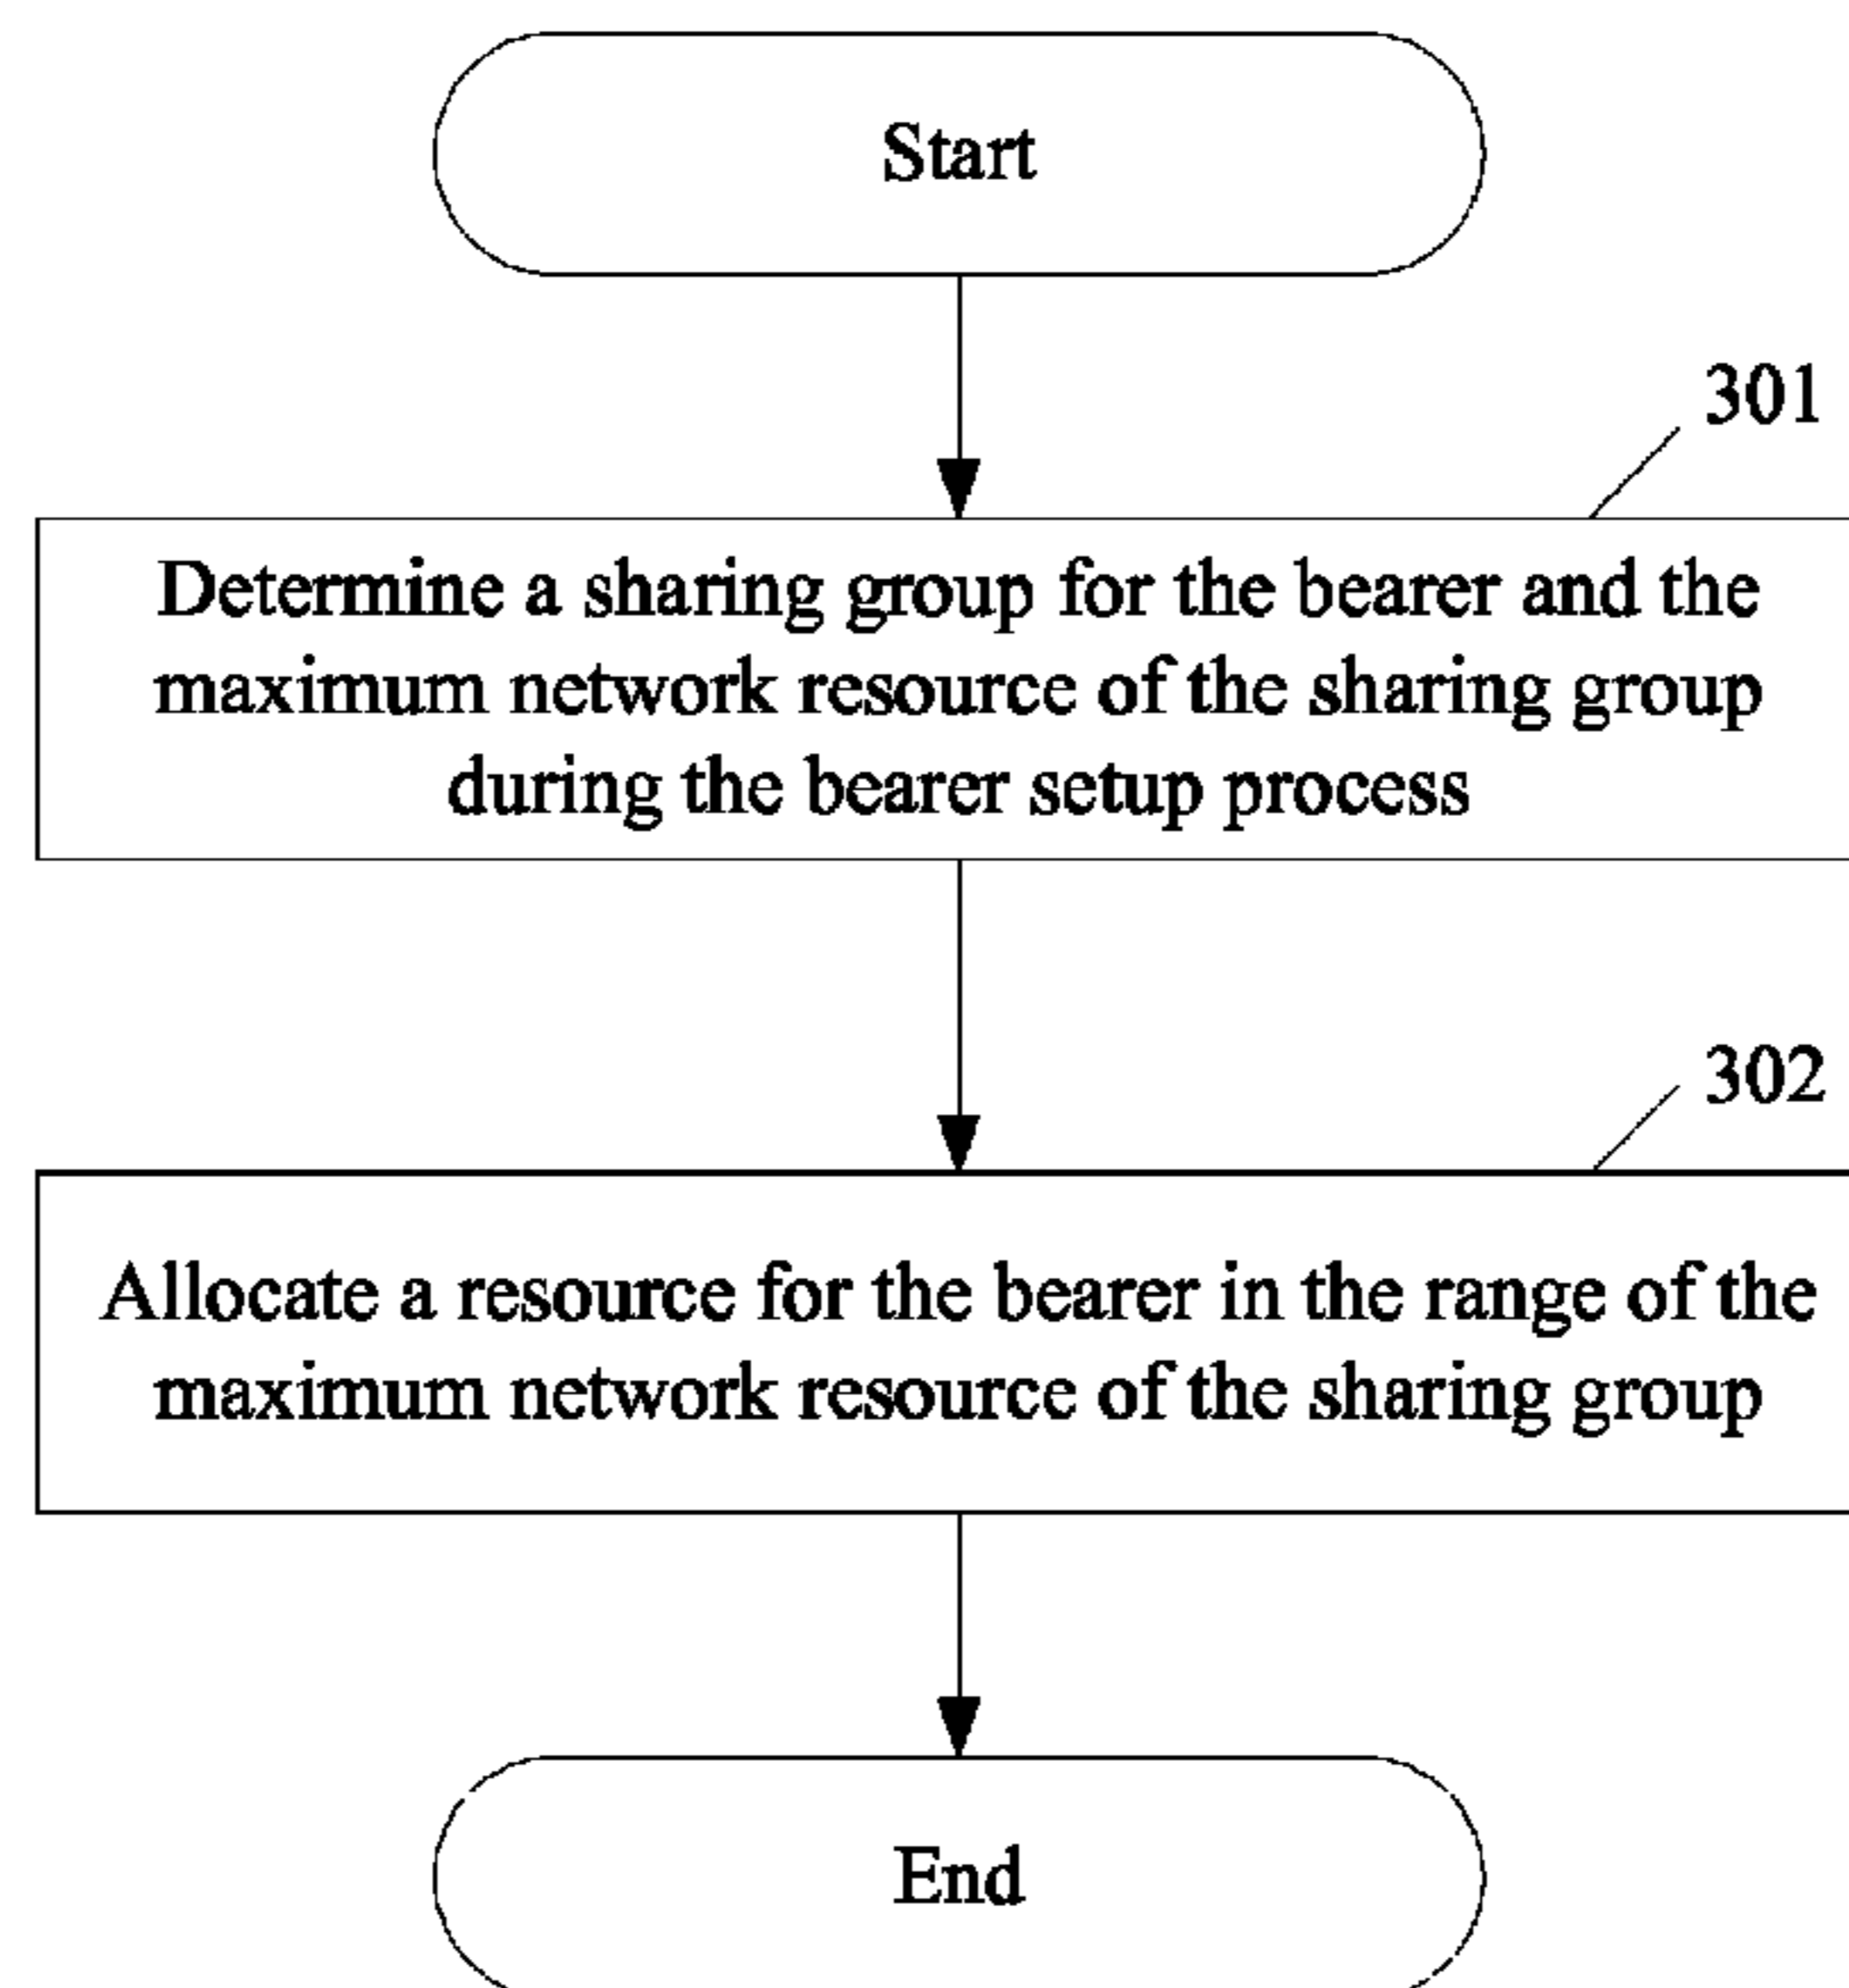 Start
301
Determine a sharing group for the bearer and the
maximum network resource of the sharing group
during the bearer setup process
302
Allocate a resource for the bearer in the range of the
maximum network resource of the sharing group
End